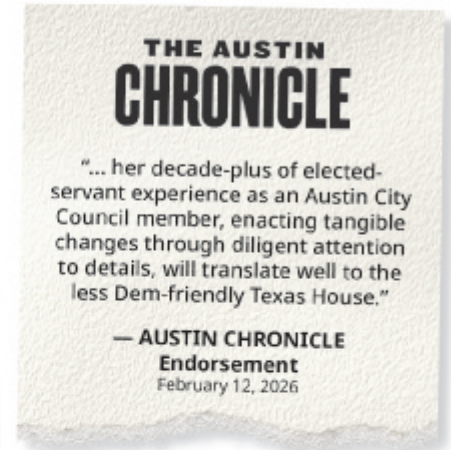 THE AUSTIN
CHRONICLE
“... her decade-plus of elected-
servant experience as an Austin City
Council member, enacting tangible
changes through diligent attention
to details, will translate well to the
less Dem-friendly Texas House.”
— AUSTIN CHRONICLE
Endorsement
February 12, 2026